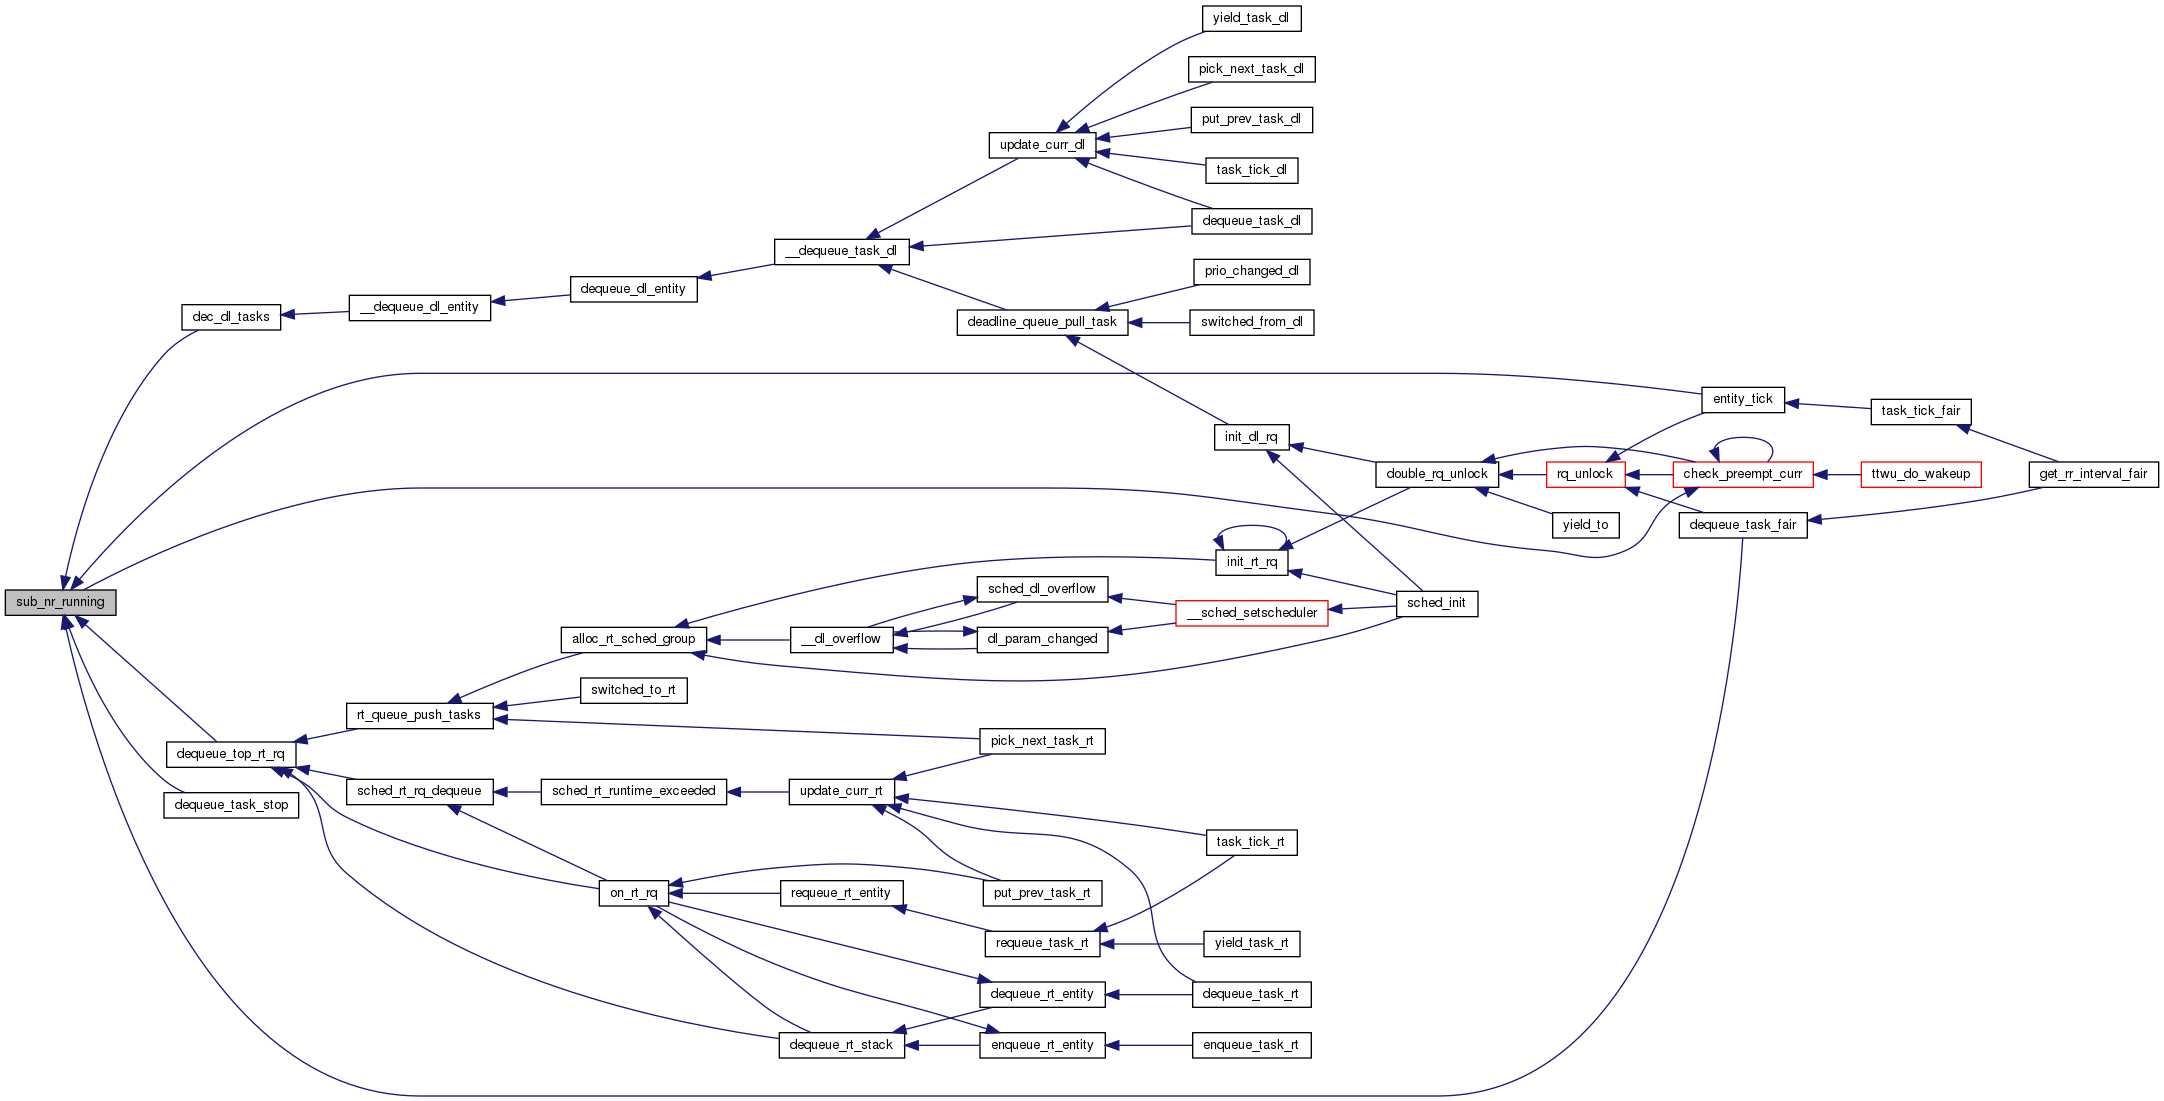 yield_task_dl
pick_next_task_dl
put_prev_task_dl
update_curr_dl
task_tick_dl
dequeue_task_dl
__dequeue_task_dl
prio_changed_dl
dequeue_dl_entity
__dequeue_dl_entity
dec_dl_tasks
deadline_queue_pull_task
switched_from_dl
entity_tick
task_tick_fair
init_dl_rq
double_rq_unlock
rq_unlock
check_preempt_curr
ttwu_do_wakeup
get_rr_interval_fair
yield_to
dequeue_task_fair
init_rt_rq
sched_dl_overflow
sub_nr_running
__sched_setscheduler
sched_init
alloc_rt_sched_group
__dl_overflow
dl_param_changed
switched_to_rt
rt_queue_push_tasks
pick_next_task_rt
dequeue_top_rt_rq
sched_rt_rq_dequeue
sched_rt_runtime_exceeded
update_curr_rt
dequeue_task_stop
task_tick_rt
on_rt_rq
requeue_rt_entity
put_prev_task_rt
requeue_task_rt
yield_task_rt
dequeue_rt_entity
dequeue_task_rt
dequeue_rt_stack
enqueue_rt_entity
enqueue_task_rt